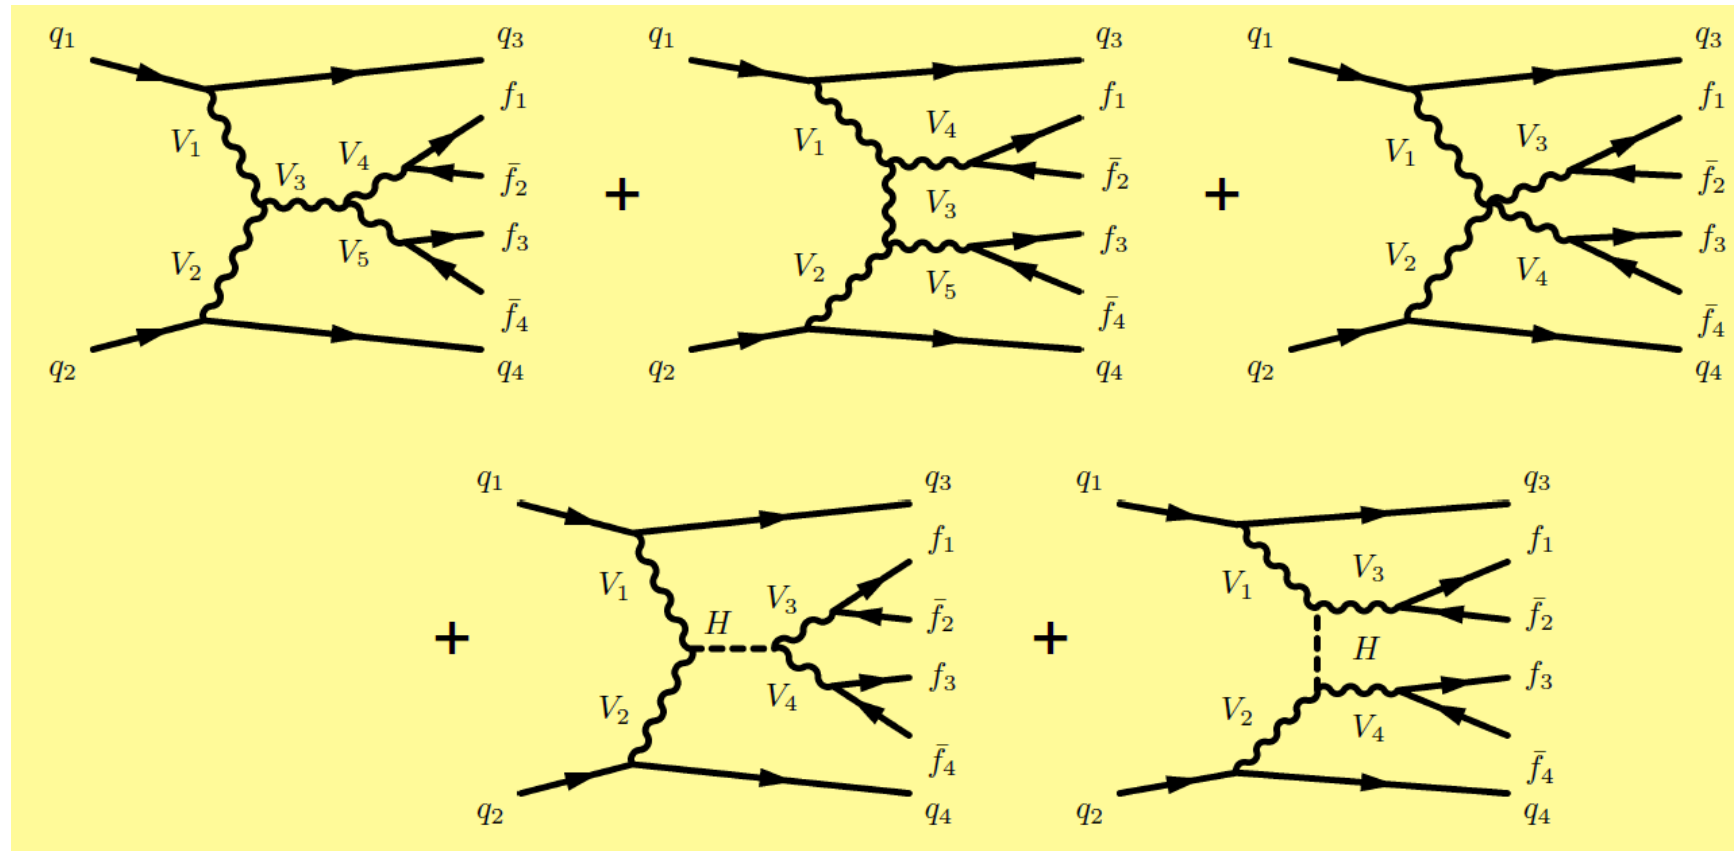 q₁ q₃ q₁ q₃ q₁ q₃
f₁ f₁ f₁
V₁ V₄ V₁ V₄ V₁ V₃
V₃ f̄₂ f̄₂ f̄₂
+ V₃ +
V₂ V₅ f₃ V₂ V₅ f₃ V₂ V₄ f₃
f̄₄ f̄₄ f̄₄
q₂ q₄ q₂ q₄ q₂ q₄
q₁ q₃ q₁ q₃
f₁ f₁
V₁ V₃ V₁ V₃
H f̄₂ f̄₂
+ + H
V₂ V₄ f₃ V₂ V₄ f₃
f̄₄ f̄₄
q₂ q₄ q₂ q₄